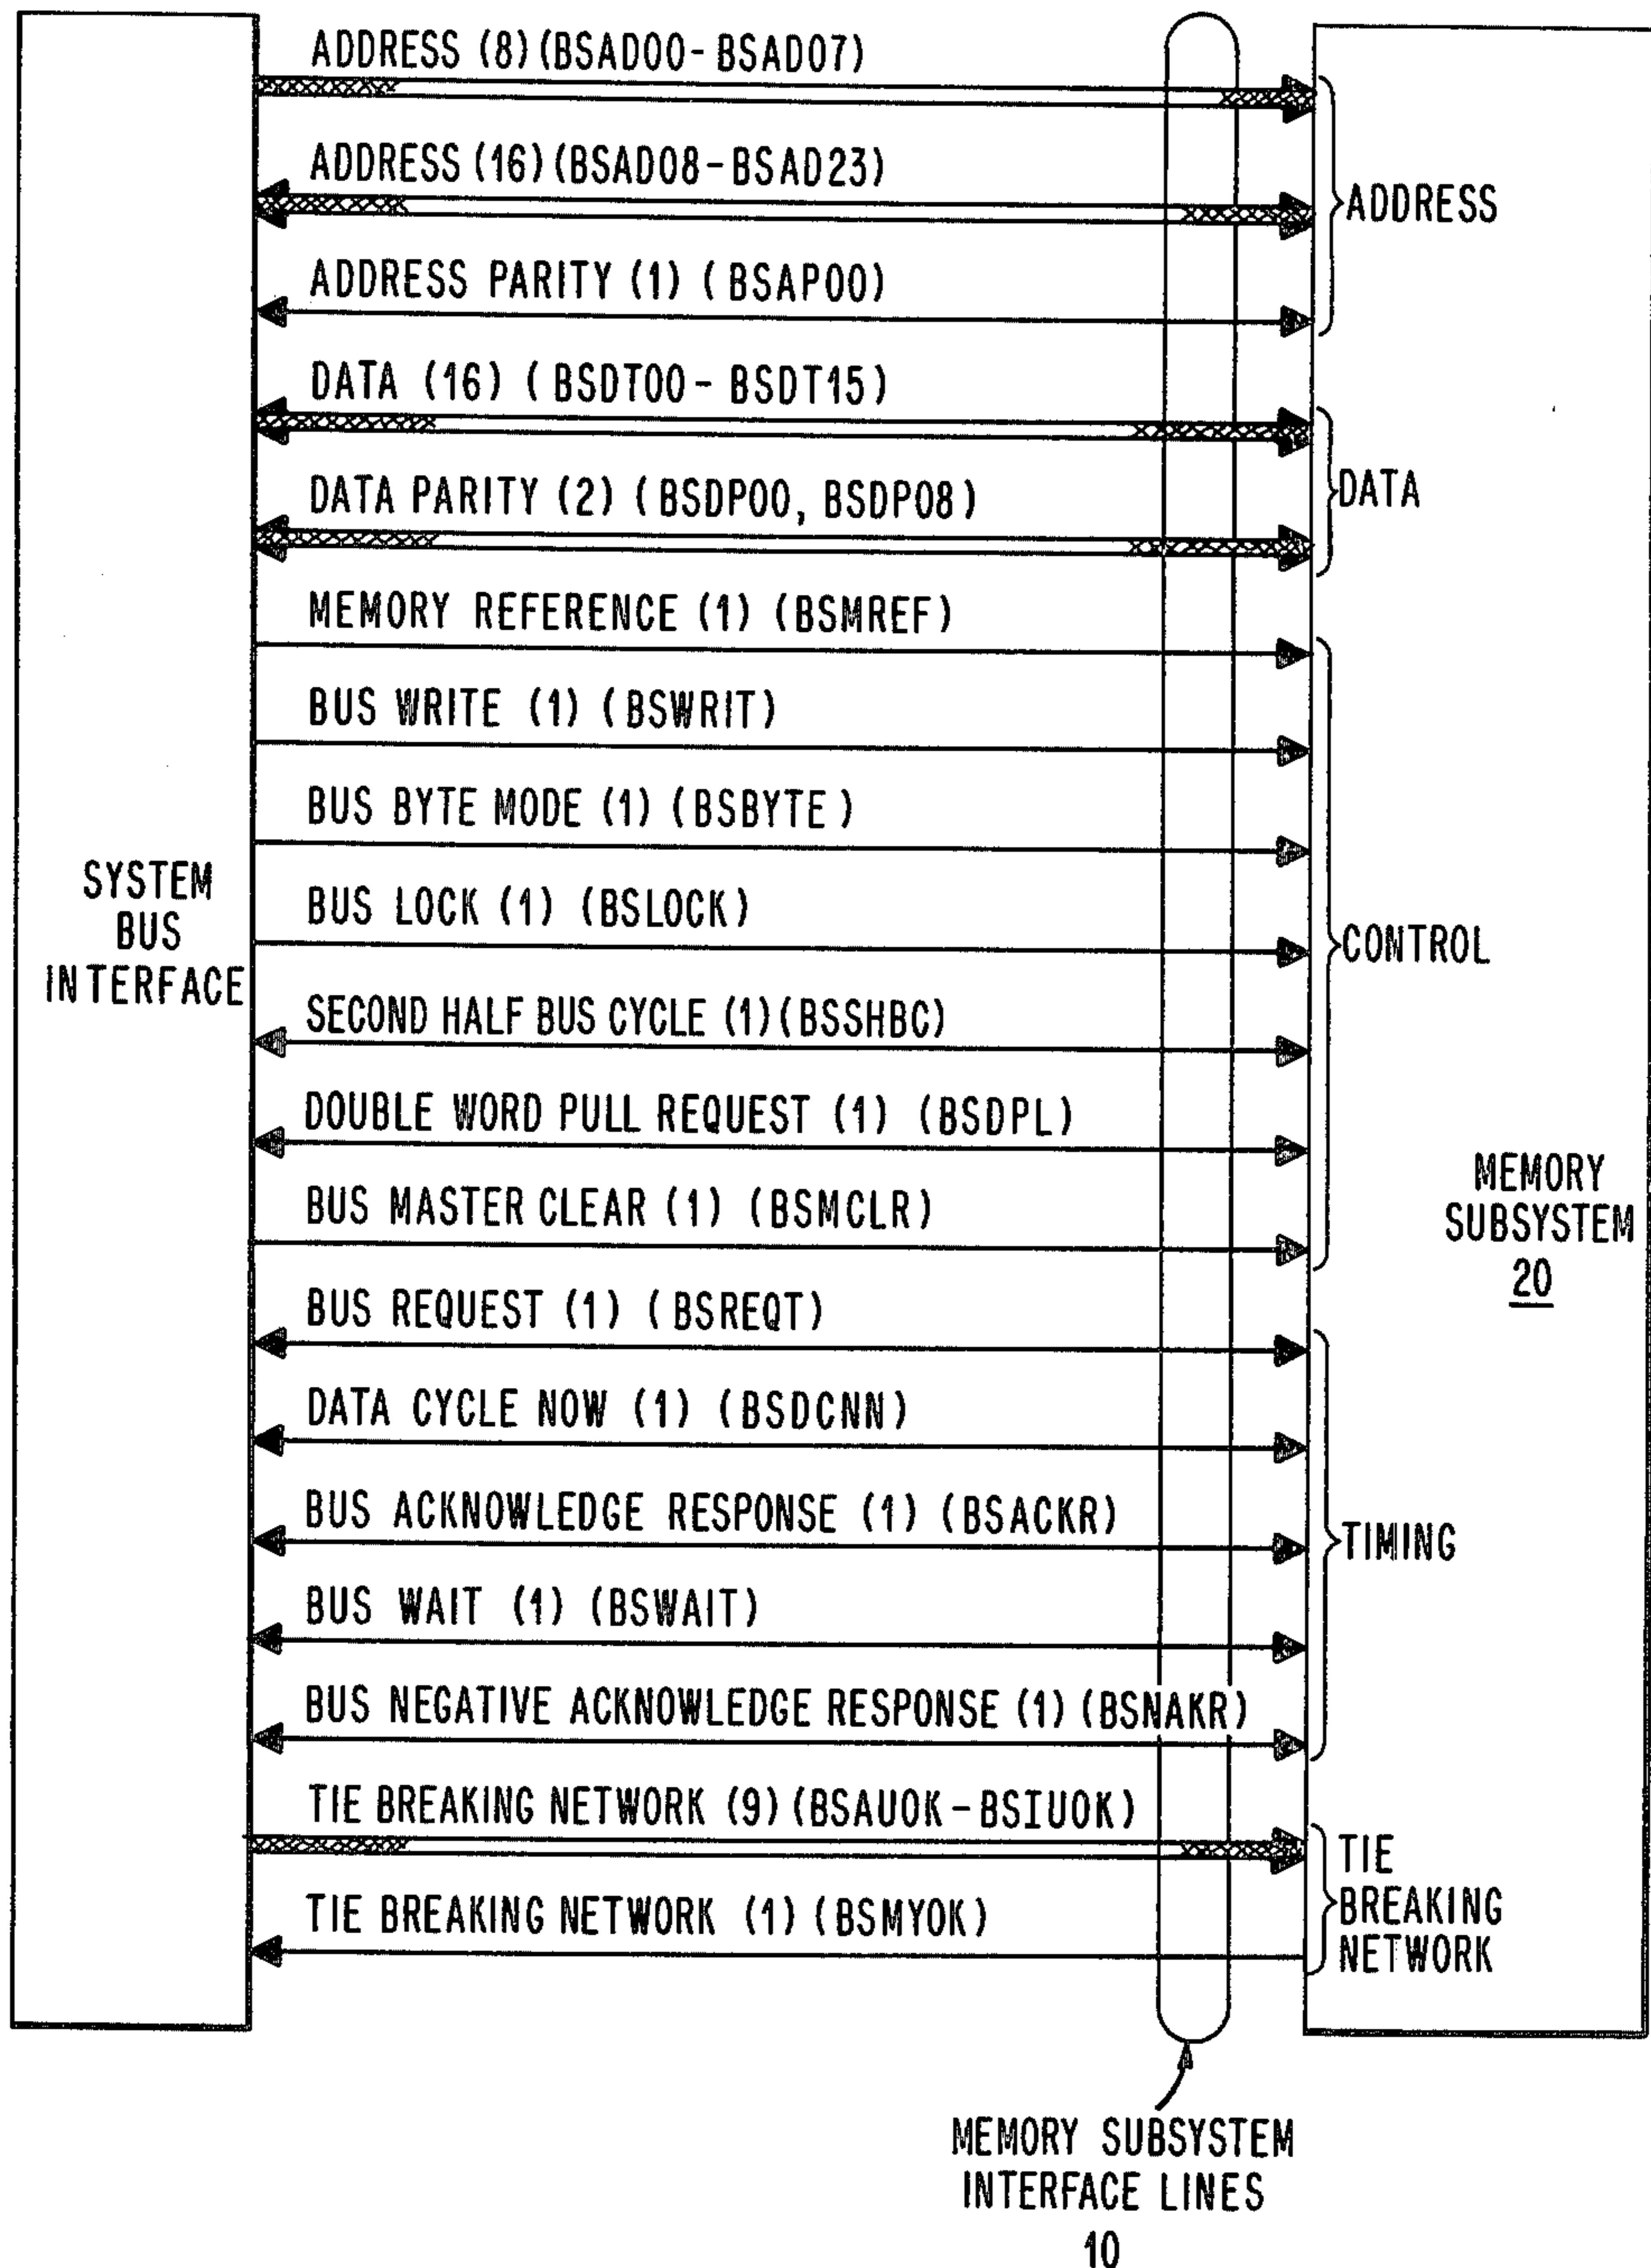 ADDRESS (8) (BSAD00-BSAD07)
ADDRESS (16) (BSAD08-BSAD23)
ADDRESS PARITY (1) (BSAP00)
ADDRESS
DATA (16) (BSDT00-BSDT15)
DATA PARITY (2) (BSDP00, BSDP08)
DATA
MEMORY REFERENCE (1) (BSMREF)
BUS WRITE (1) (BSWRIT)
BUS BYTE MODE (1) (BSBYTE)
BUS LOCK (1) (BSLOCK)
SECOND HALF BUS CYCLE (1) (BSSHBC)
DOUBLE WORD PULL REQUEST (1) (BSDPL)
BUS MASTER CLEAR (1) (BSMCLR)
CONTROL
SYSTEM
BUS
INTERFACE
MEMORY
SUBSYSTEM
20
BUS REQUEST (1) (BSREQT)
DATA CYCLE NOW (1) (BSDCNN)
BUS ACKNOWLEDGE RESPONSE (1) (BSACKR)
BUS WAIT (1) (BSWAIT)
BUS NEGATIVE ACKNOWLEDGE RESPONSE (1) (BSNAKR)
TIMING
TIE BREAKING NETWORK (9) (BSAUOK-BSIUOK)
TIE BREAKING NETWORK (1) (BSMYOK)
TIE
BREAKING
NETWORK
MEMORY SUBSYSTEM
INTERFACE LINES
10